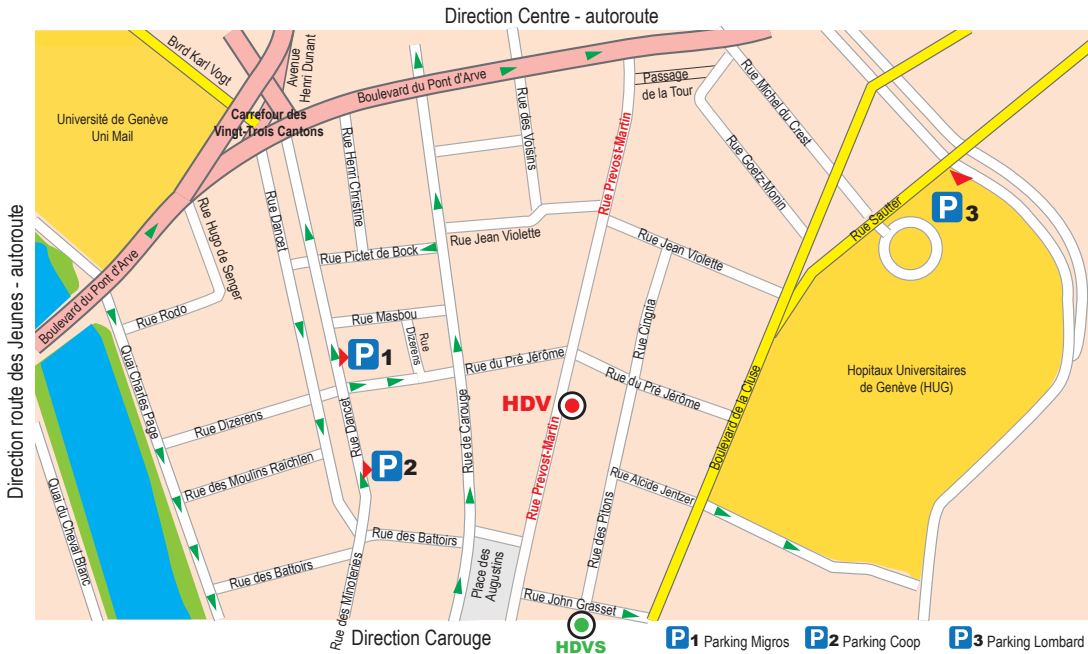 Direction Centre - autoroute
Bvrd Karl Vogt
Avenue
Henri Dunant
Boulevard du Pont d'Arve
Passage
de la Tour
Rue Michel du Crest
Université de Genève
Uni Mail
Carrefour des
Vingt-Trois Cantons
Rue des Voisins
Rue Henri Christine
Rue Prevost-Martin
Rue Goetz-Monin
Rue Dancet
Rue Hugo de Senger
Rue Sautter
P 3
Rue Jean Violette
Rue Jean Violette
Rue Pictet de Bock
Direction route des Jeunes - autoroute
Boulevard du Pont d'Arve
Rue Rodo
Rue Masbou
Rue Dizerens
Rue Cingria
P 1
Rue du Pré Jérôme
Rue du Pré Jérôme
Hopitaux Universitaires
de Genève (HUG)
Quai Charles Page
Rue Dizerens
Rue Dancet
Rue de Carouge
HDV
Rue Prevost-Martin
Boulevard de la Cluse
P 2
Rue des Moulins Raichlen
Rue Alcide Jentzer
Quai du Cheval Blanc
Rue des Battoirs
Rue des Pitons
Rue des Battoirs
Place des
Augustins
Rue des Minoteries
Rue John Grasset
Direction Carouge
HDVS
P 1 Parking Migros
P 2 Parking Coop
P 3 Parking Lombard